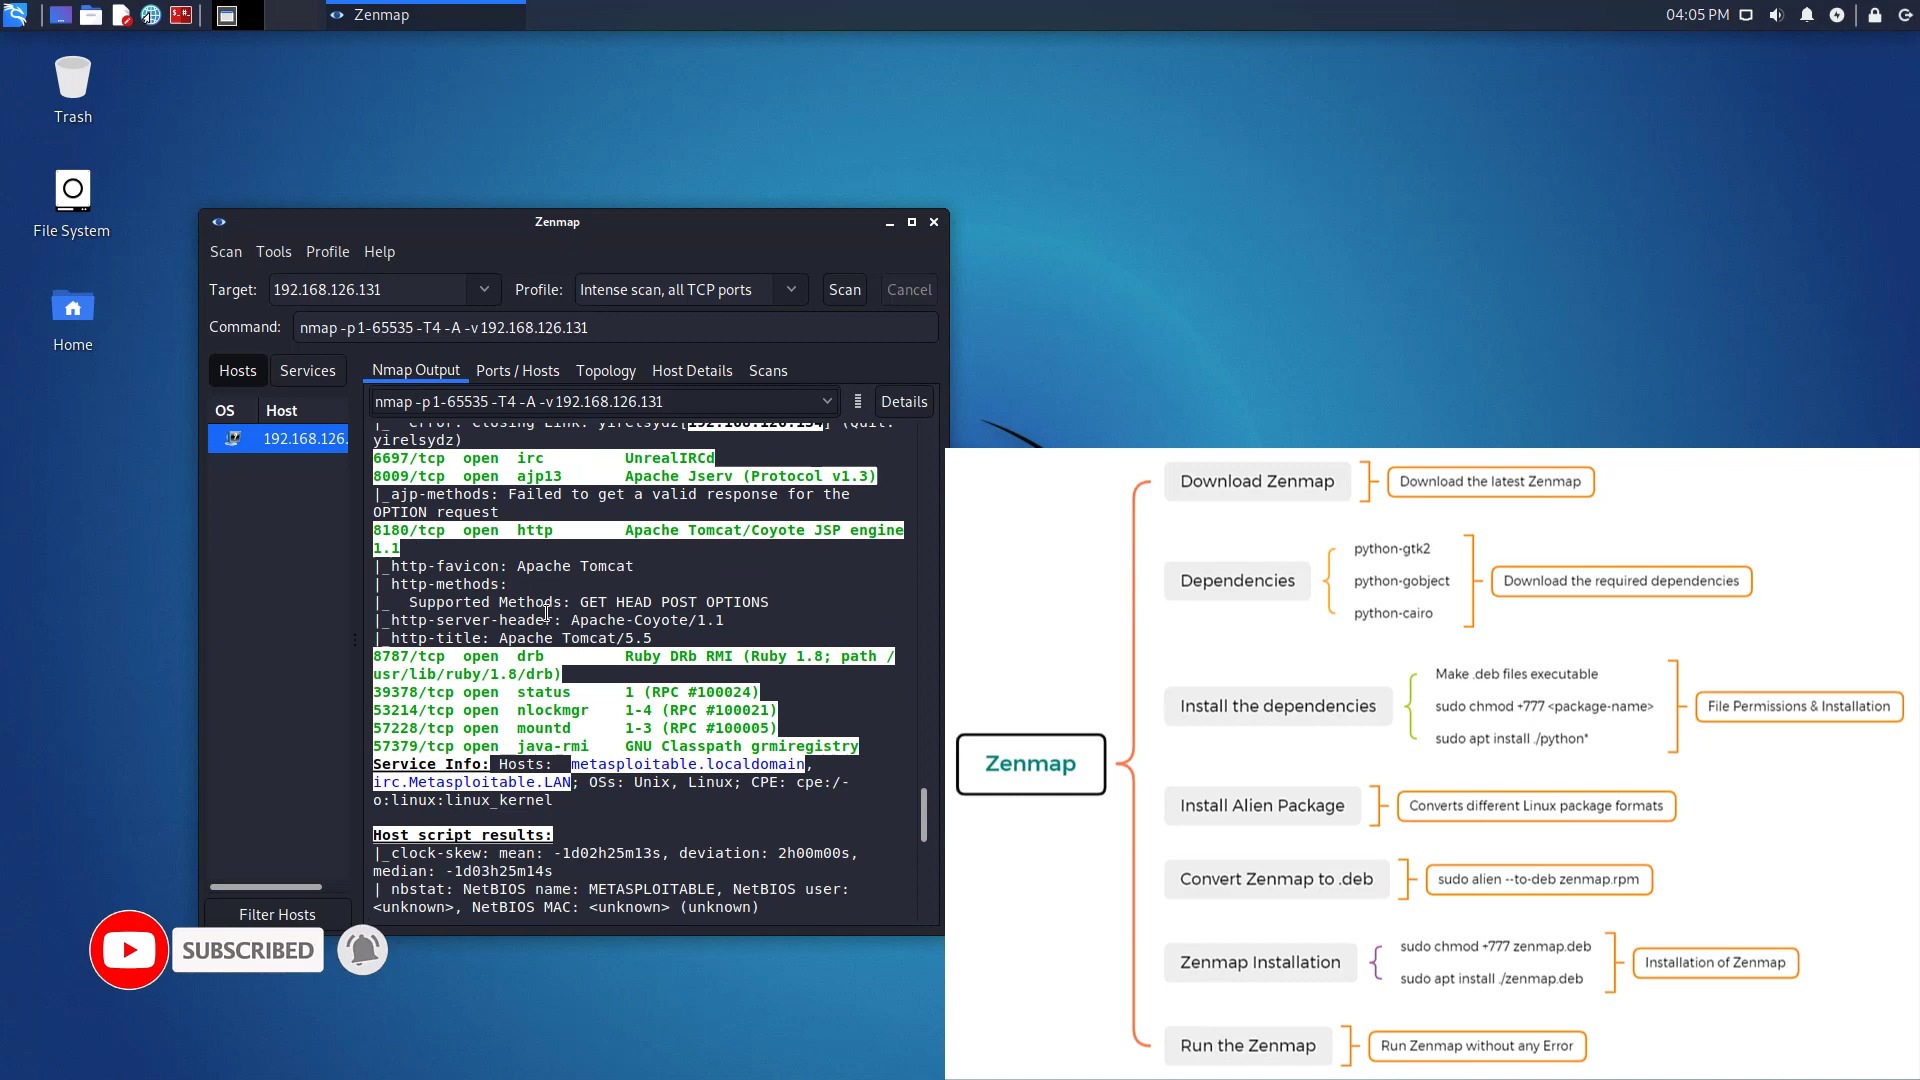 Zenmap
04:05 PM
Trash
File System
Home
Zenmap
Scan Tools Profile Help
Target: 192.168.126.131 Profile: Intense scan, all TCP ports Scan Cancel
Command: nmap -p 1-65535 -T4 -A -v 192.168.126.131
Hosts Services Nmap Output Ports / Hosts Topology Host Details Scans
nmap -p 1-65535 -T4 -A -v 192.168.126.131 Details
OS Host
192.168.126.
|_ error: Closing Link: yirelsydz[192.168.126.134] (Quit:
yirelsydz)
6697/tcp open irc UnrealIRCd
8009/tcp open ajp13 Apache Jserv (Protocol v1.3)
|_ajp-methods: Failed to get a valid response for the
OPTION request
8180/tcp open http Apache Tomcat/Coyote JSP engine
1.1
|_http-favicon: Apache Tomcat
| http-methods:
|_ Supported Methods: GET HEAD POST OPTIONS
|_http-server-header: Apache-Coyote/1.1
|_http-title: Apache Tomcat/5.5
8787/tcp open drb Ruby DRb RMI (Ruby 1.8; path /
usr/lib/ruby/1.8/drb)
39378/tcp open status 1 (RPC #100024)
53214/tcp open nlockmgr 1-4 (RPC #100021)
57228/tcp open mountd 1-3 (RPC #100005)
57379/tcp open java-rmi GNU Classpath grmiregistry
Service Info: Hosts: metasploitable.localdomain,
irc.Metasploitable.LAN; OSs: Unix, Linux; CPE: cpe:/-
o:linux:linux_kernel
Host script results:
|_clock-skew: mean: -1d02h25m13s, deviation: 2h00m00s,
median: -1d03h25m14s
| nbstat: NetBIOS name: METASPLOITABLE, NetBIOS user:
<unknown>, NetBIOS MAC: <unknown> (unknown)
Filter Hosts
SUBSCRIBED
Zenmap
Download Zenmap
Download the latest Zenmap
Dependencies
python-gtk2
python-gobject
python-cairo
Download the required dependencies
Install the dependencies
Make .deb files executable
sudo chmod +777 <package-name>
sudo apt install ./python*
File Permissions & Installation
Install Alien Package
Converts different Linux package formats
Convert Zenmap to .deb
sudo alien --to-deb zenmap.rpm
Zenmap Installation
sudo chmod +777 zenmap.deb
sudo apt install ./zenmap.deb
Installation of Zenmap
Run the Zenmap
Run Zenmap without any Error